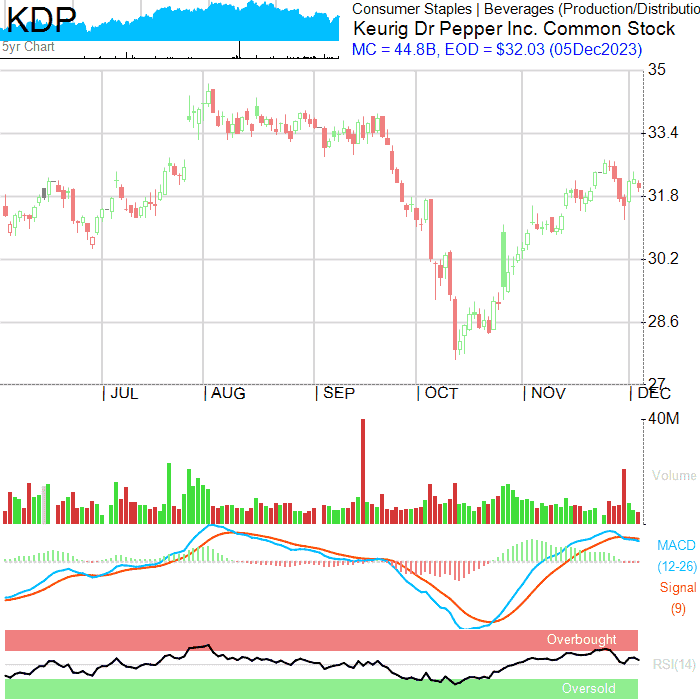 KDP
5yr Chart
Consumer Staples | Beverages (Production/Distributio
Keurig Dr Pepper Inc. Common Stock
MC = 44.8B, EOD = $32.03 (05Dec2023)
35
33.4
31.8
30.2
28.6
27
| JUL | AUG | SEP | OCT | NOV | DEC
40M
Volume
MACD
(12-26)
Signal
(9)
Overbought
RSI(14)
Oversold